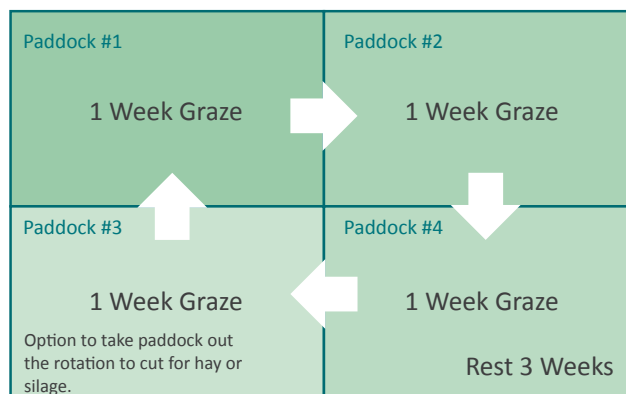 Paddock #1
1 Week Graze
Paddock #2
1 Week Graze
Paddock #3
1 Week Graze
Option to take paddock out
the rotation to cut for hay or
silage.
Paddock #4
1 Week Graze
Rest 3 Weeks